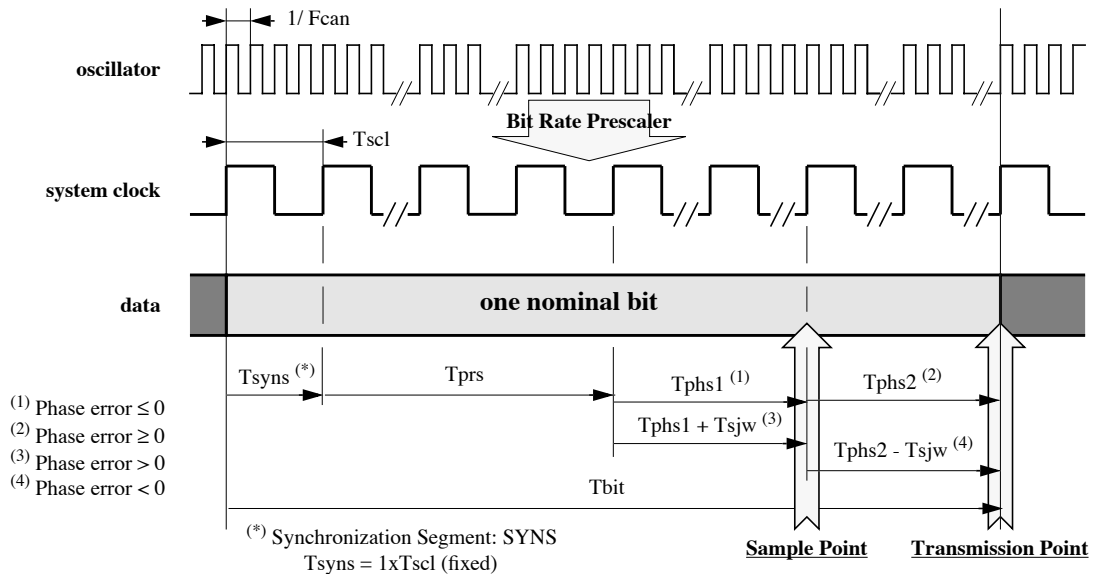 1/ Fcan
oscillator
Bit Rate Prescaler
Tscl
system clock
data
one nominal bit
Tsyns (*)
Tprs
Tphs1 (1)
Tphs2 (2)
(1) Phase error ≤ 0
(2) Phase error ≥ 0
(3) Phase error > 0
(4) Phase error < 0
Tphs1 + Tsjw (3)
Tphs2 - Tsjw (4)
Tbit
(*) Synchronization Segment: SYNS
Tsyns = 1xTscl (fixed)
Sample Point
Transmission Point